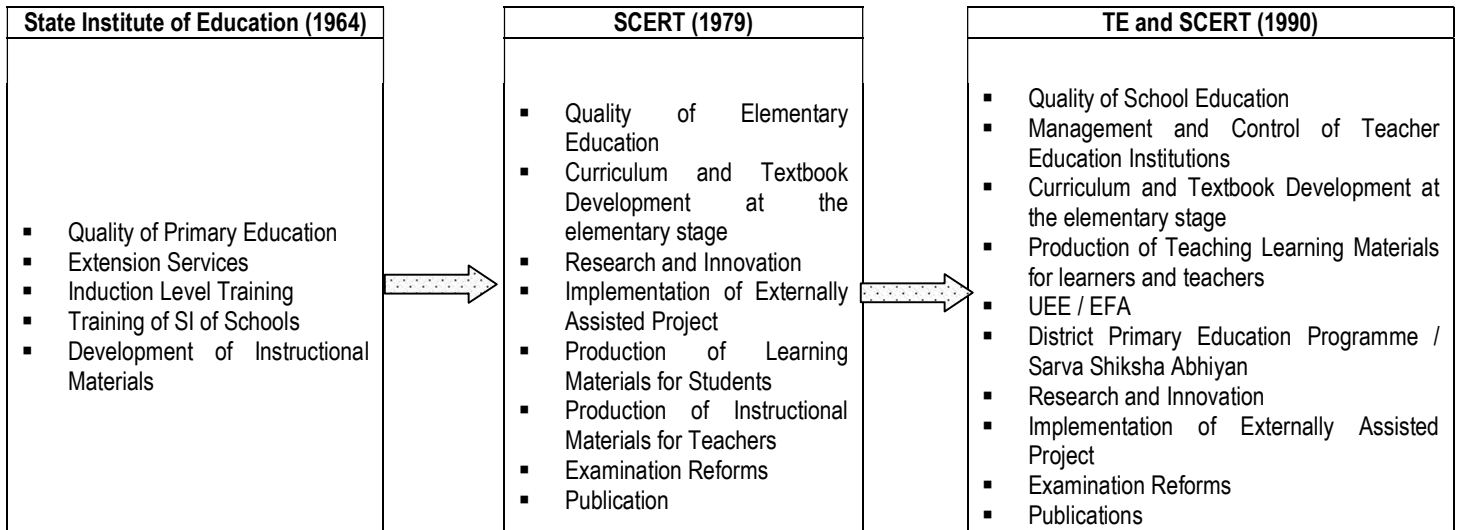 State Institute of Education (1964)
▪ Quality of Primary Education
▪ Extension Services
▪ Induction Level Training
▪ Training of SI of Schools
▪ Development of Instructional
Materials
SCERT (1979)
▪ Quality of Elementary
Education
▪ Curriculum and Textbook
Development at the
elementary stage
▪ Research and Innovation
▪ Implementation of Externally
Assisted Project
▪ Production of Learning
Materials for Students
▪ Production of Instructional
Materials for Teachers
▪ Examination Reforms
▪ Publication
TE and SCERT (1990)
▪ Quality of School Education
▪ Management and Control of Teacher
Education Institutions
▪ Curriculum and Textbook Development at
the elementary stage
▪ Production of Teaching Learning Materials
for learners and teachers
▪ UEE / EFA
▪ District Primary Education Programme /
Sarva Shiksha Abhiyan
▪ Research and Innovation
▪ Implementation of Externally Assisted
Project
▪ Examination Reforms
▪ Publications